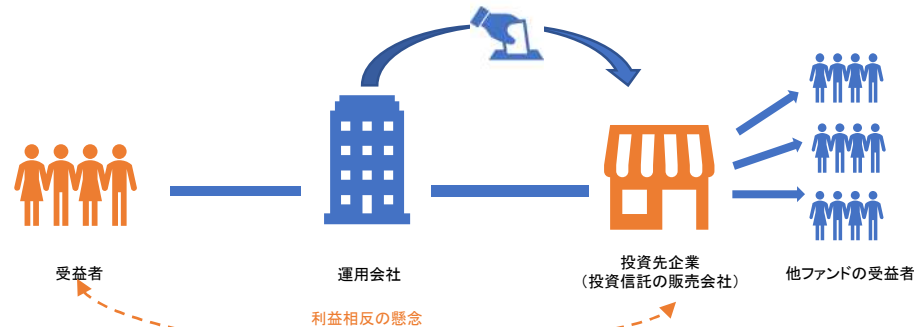 受益者
運用会社
投資先企業
（投資信託の販売会社）
他ファンドの受益者
利益相反の懸念